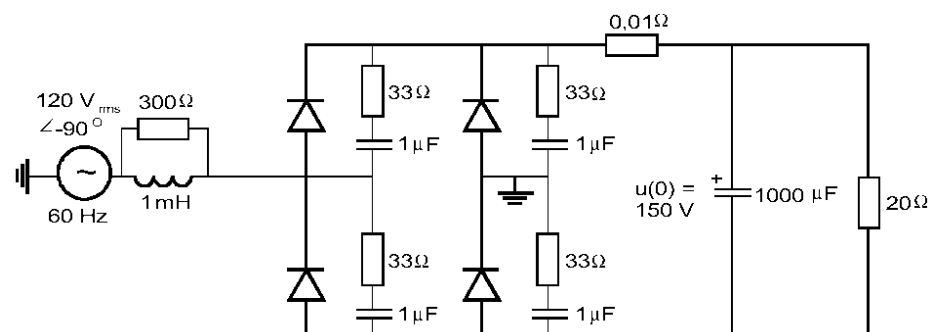 0,01Ω
120 V rms
∠-90°
300Ω
33Ω
33Ω
1μF
1μF
~
60 Hz
1mH
u(0) =
150 V
+
1000 μF
20Ω
33Ω
33Ω
1μF
1μF